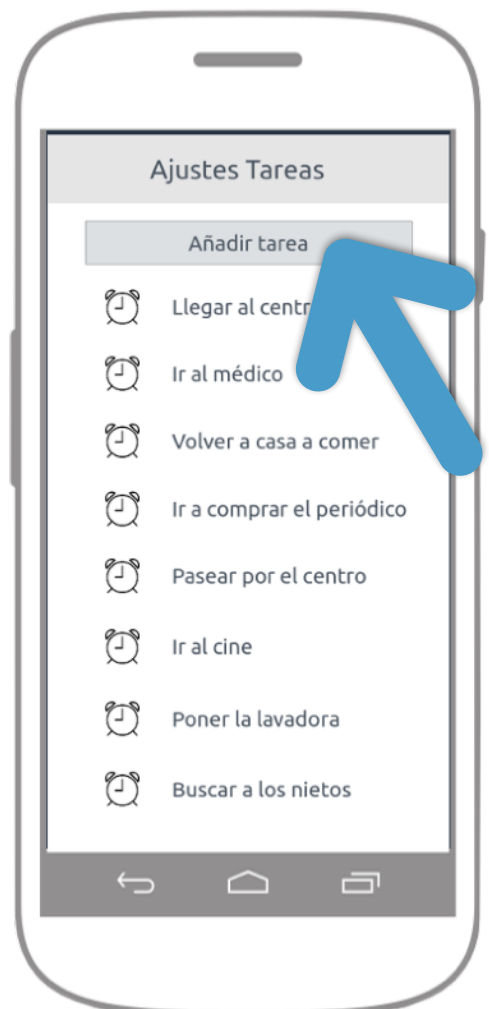 Ajustes Tareas
Añadir tarea
Llegar al
Ir al médico
Volver a casa a comer
Ir a comprar el periódico
Pasear por el centro
Ir al cine
Poner la lavadora
Buscar a los nietos